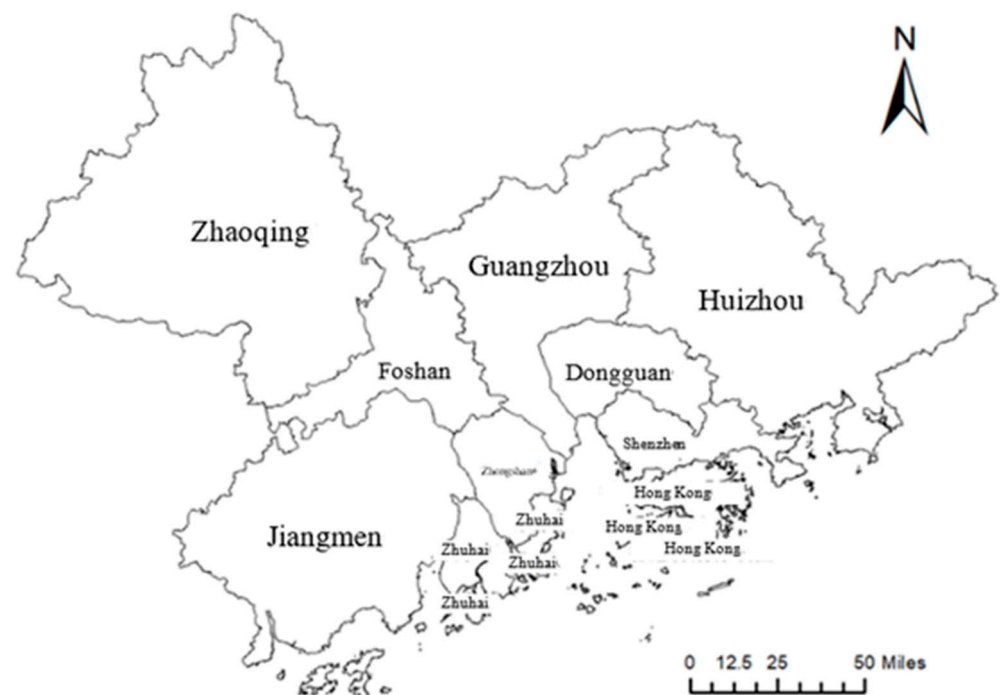 N
Zhaoqing
Guangzhou
Huizhou
Foshan
Dongguan
Shenzhen
Zhongshan
Hong Kong
Zhuhai
Hong Kong
Jiangmen
Zhuhai
Hong Kong
Zhuhai
Zhuhai
0 12.5 25 50 Miles